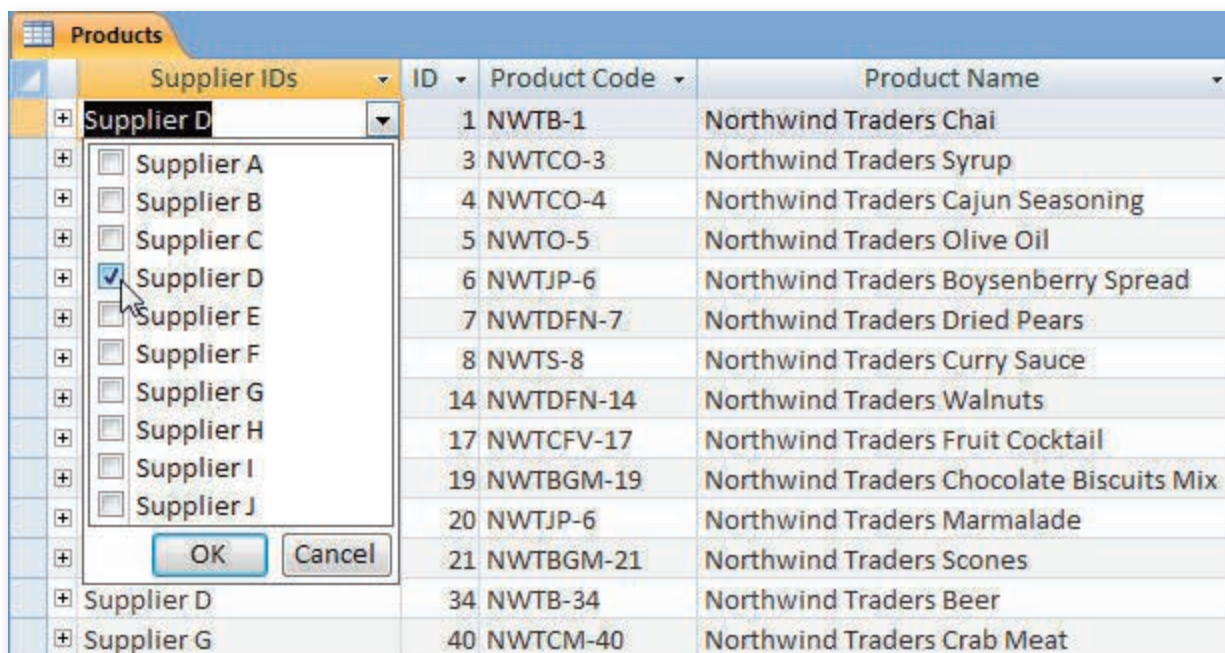 Products
Supplier IDs ID Product Code Product Name
Supplier D 1 NWTB-1 Northwind Traders Chai
Supplier A 3 NWTCO-3 Northwind Traders Syrup
Supplier B 4 NWTCO-4 Northwind Traders Cajun Seasoning
Supplier C 5 NWTO-5 Northwind Traders Olive Oil
Supplier D 6 NWTJP-6 Northwind Traders Boysenberry Spread
Supplier E 7 NWTDFN-7 Northwind Traders Dried Pears
Supplier F 8 NWTS-8 Northwind Traders Curry Sauce
Supplier G 14 NWTDFN-14 Northwind Traders Walnuts
Supplier H 17 NWTCFV-17 Northwind Traders Fruit Cocktail
Supplier I 19 NWTBGM-19 Northwind Traders Chocolate Biscuits Mix
Supplier J 20 NWTJP-6 Northwind Traders Marmalade
OK Cancel 21 NWTBGM-21 Northwind Traders Scones
Supplier D 34 NWTB-34 Northwind Traders Beer
Supplier G 40 NWTCM-40 Northwind Traders Crab Meat